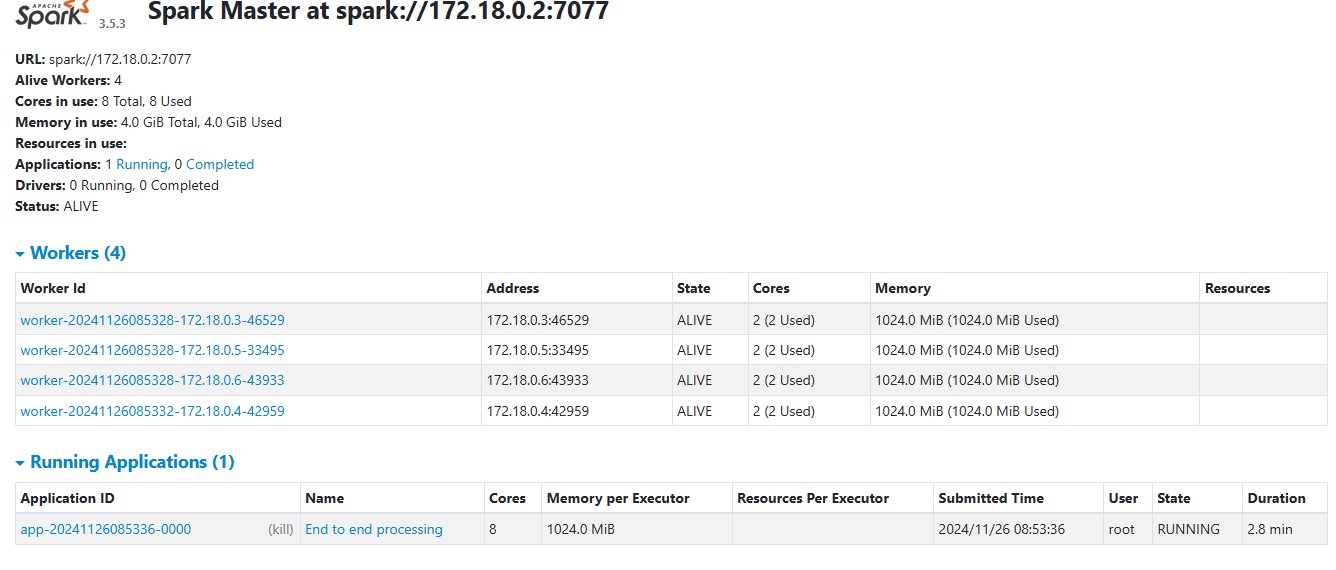 APACHE
Spark 3.5.3 Spark Master at spark://172.18.0.2:7077
URL: spark://172.18.0.2:7077
Alive Workers: 4
Cores in use: 8 Total, 8 Used
Memory in use: 4.0 GiB Total, 4.0 GiB Used
Resources in use:
Applications: 1 Running, 0 Completed
Drivers: 0 Running, 0 Completed
Status: ALIVE
Workers (4)
Worker Id Address State Cores Memory Resources
worker-20241126085328-172.18.0.3-46529 172.18.0.3:46529 ALIVE 2 (2 Used) 1024.0 MiB (1024.0 MiB Used)
worker-20241126085328-172.18.0.5-33495 172.18.0.5:33495 ALIVE 2 (2 Used) 1024.0 MiB (1024.0 MiB Used)
worker-20241126085328-172.18.0.6-43933 172.18.0.6:43933 ALIVE 2 (2 Used) 1024.0 MiB (1024.0 MiB Used)
worker-20241126085332-172.18.0.4-42959 172.18.0.4:42959 ALIVE 2 (2 Used) 1024.0 MiB (1024.0 MiB Used)
Running Applications (1)
Application ID Name Cores Memory per Executor Resources Per Executor Submitted Time User State Duration
app-20241126085336-0000 (kill) End to end processing 8 1024.0 MiB 2024/11/26 08:53:36 root RUNNING 2.8 min